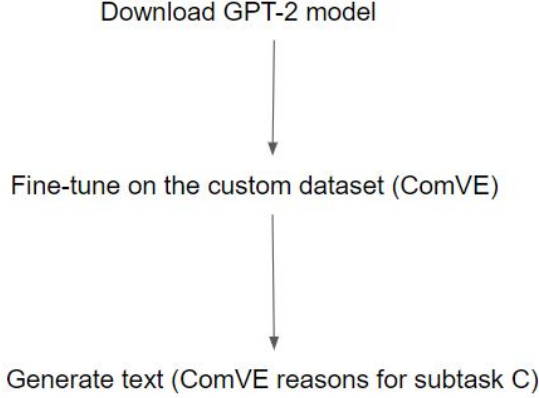 Download GPT-2 model
Fine-tune on the custom dataset (ComVE)
Generate text (ComVE reasons for subtask C)